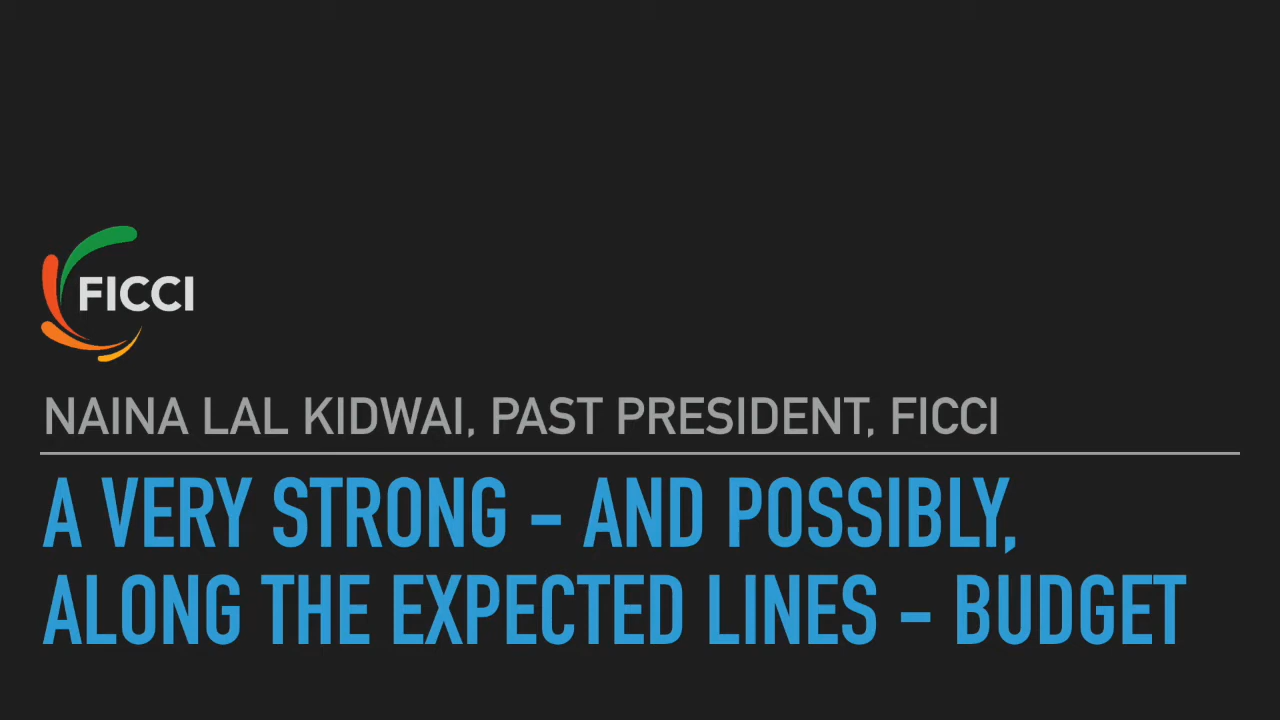 FICCI
NAINA LAL KIDWAI, PAST PRESIDENT, FICCI
A VERY STRONG - AND POSSIBLY,
ALONG THE EXPECTED LINES - BUDGET